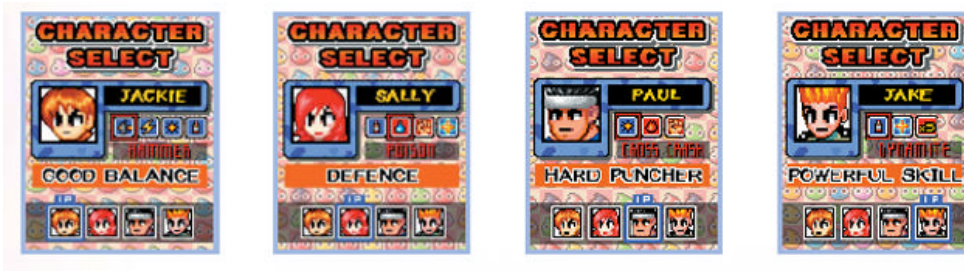 CHARACTER
SELECT
JACKIE
HAMMER
GOOD BALANCE
1P
CHARACTER
SELECT
SALLY
POISON
DEFENCE
1P
CHARACTER
SELECT
PAUL
CROSS CRASH
HARD PUNCHER
1P
CHARACTER
SELECT
JAKE
DYNAMITE
POWERFUL SKILL
1P